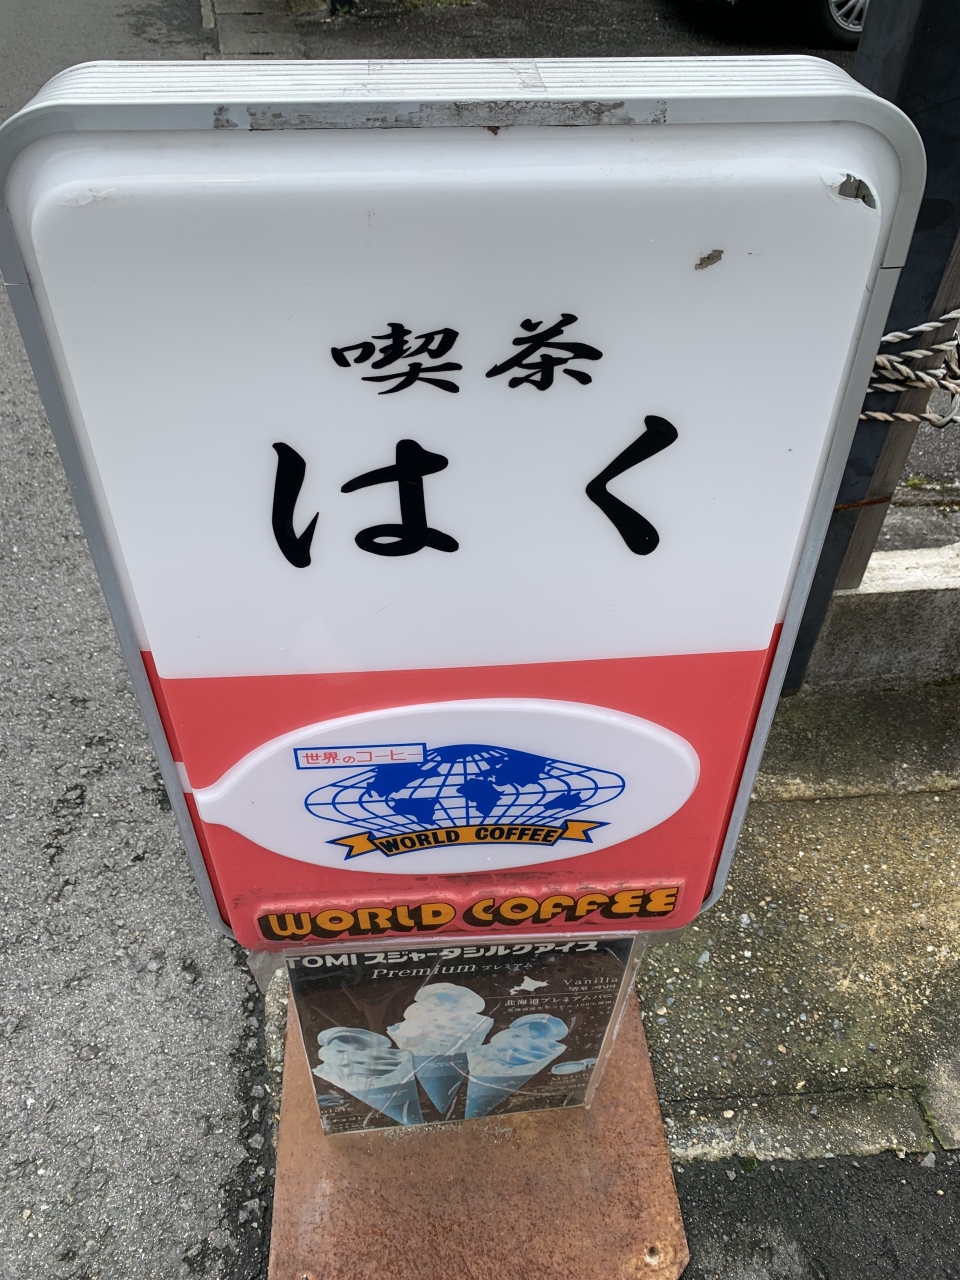 喫茶
はく
世界のコーヒー
WORLD COFFEE
WORLD COFFEE
TOMI スジャータシルクアイス
Premium プレミアム
Vanilla
北海道プレミアムバニ